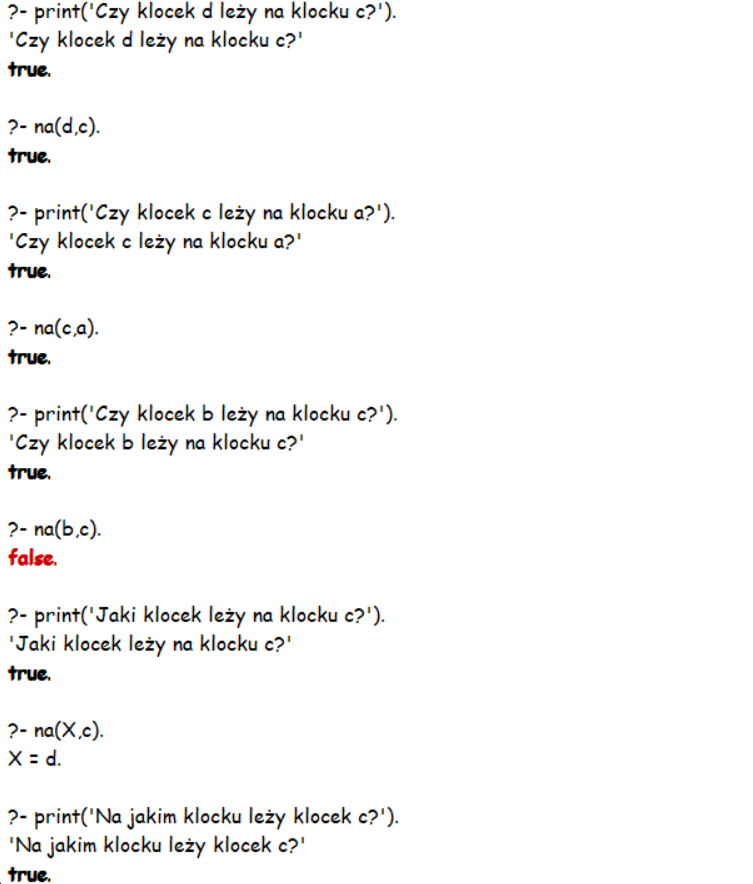 ?- print('Czy klocek d leży na klocku c?').
'Czy klocek d leży na klocku c?'
true.
?- na(d,c).
true.
?- print('Czy klocek c leży na klocku a?').
'Czy klocek c leży na klocku a?'
true.
?- na(c,a).
true.
?- print('Czy klocek b leży na klocku c?').
'Czy klocek b leży na klocku c?'
true.
?- na(b,c).
false.
?- print('Jaki klocek leży na klocku c?').
'Jaki klocek leży na klocku c?'
true.
?- na(X,c).
X = d.
?- print('Na jakim klocku leży klocek c?').
'Na jakim klocku leży klocek c?'
true.